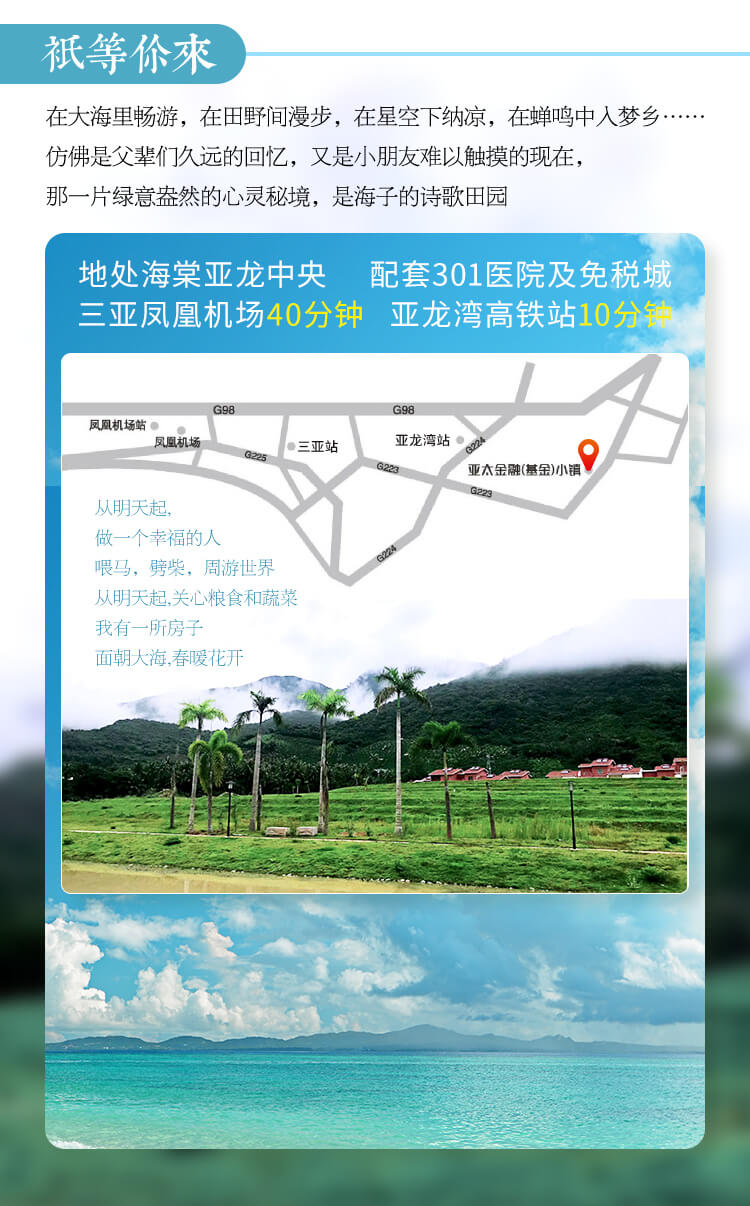 祇等你來
在大海里畅游，在田野间漫步，在星空下纳凉，在蝉鸣中入梦乡……
仿佛是父辈们久远的回忆，又是小朋友难以触摸的现在，
那一片绿意盎然的心灵秘境，是海子的诗歌田园
地处海棠亚龙中央 配套301医院及免税城
三亚凤凰机场40分钟 亚龙湾高铁站10分钟
G98 G98
凤凰机场站
凤凰机场
三亚站
亚龙湾站
G224
G225
G223
亚太金融(基金)小镇
G223
G224
从明天起,
做一个幸福的人
喂马，劈柴，周游世界
从明天起,关心粮食和蔬菜
我有一所房子
面朝大海,春暖花开